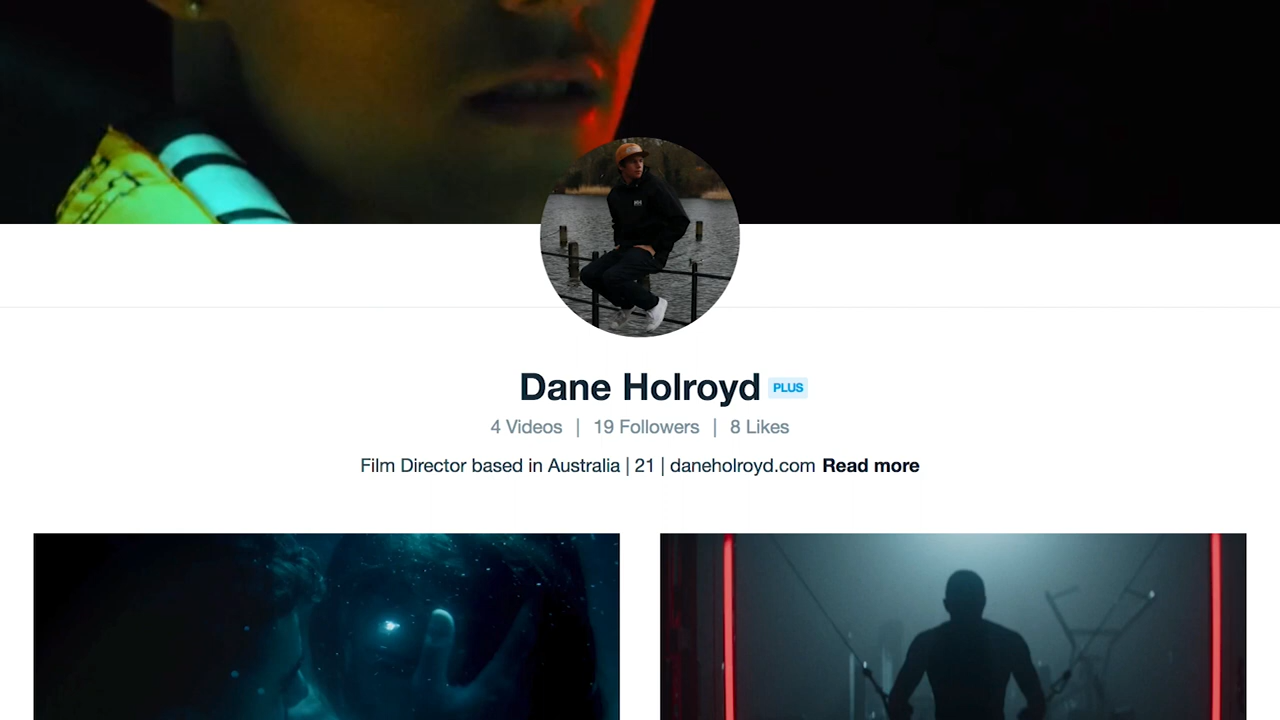 Dane Holroyd PLUS
4 Videos | 19 Followers | 8 Likes
Film Director based in Australia | 21 | daneholroyd.com Read more